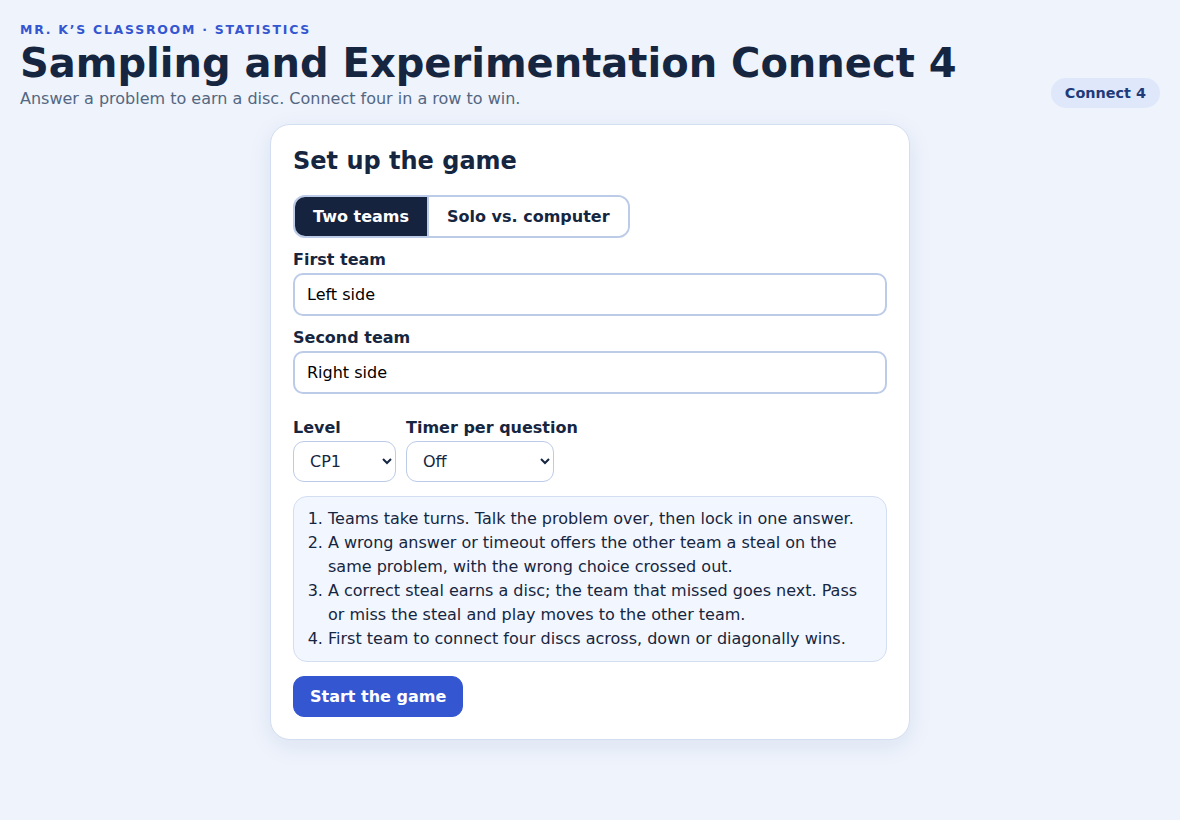 MR. K’S CLASSROOM · STATISTICS
Sampling and Experimentation Connect 4
Answer a problem to earn a disc. Connect four in a row to win.
Connect 4
Set up the game
Two teams
Solo vs. computer
First team
Left side
Second team
Right side
Level
Timer per question
CP1
Off
1. Teams take turns. Talk the problem over, then lock in one answer.
2. A wrong answer or timeout offers the other team a steal on the
same problem, with the wrong choice crossed out.
3. A correct steal earns a disc; the team that missed goes next. Pass
or miss the steal and play moves to the other team.
4. First team to connect four discs across, down or diagonally wins.
Start the game